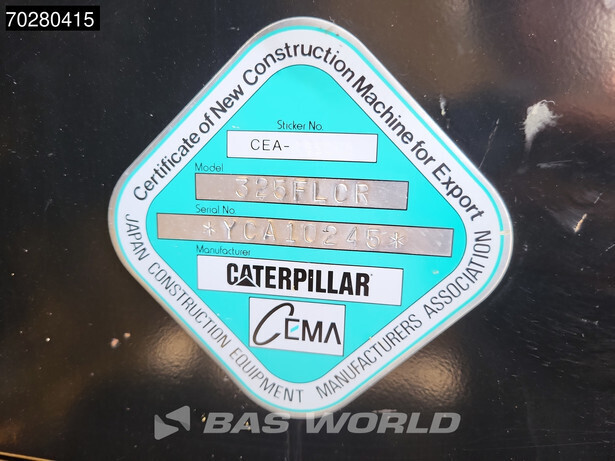 70280415
Certificate of New Construction Machine for Export
Sticker No.
CEA-
Model
325FLCR
Serial No
*YCA10245*
Manufacturer
CATERPILLAR
CEMA
JAPAN CONSTRUCTION EQUIPMENT MANUFACTURERS ASSOCIATION
BAS WORLD